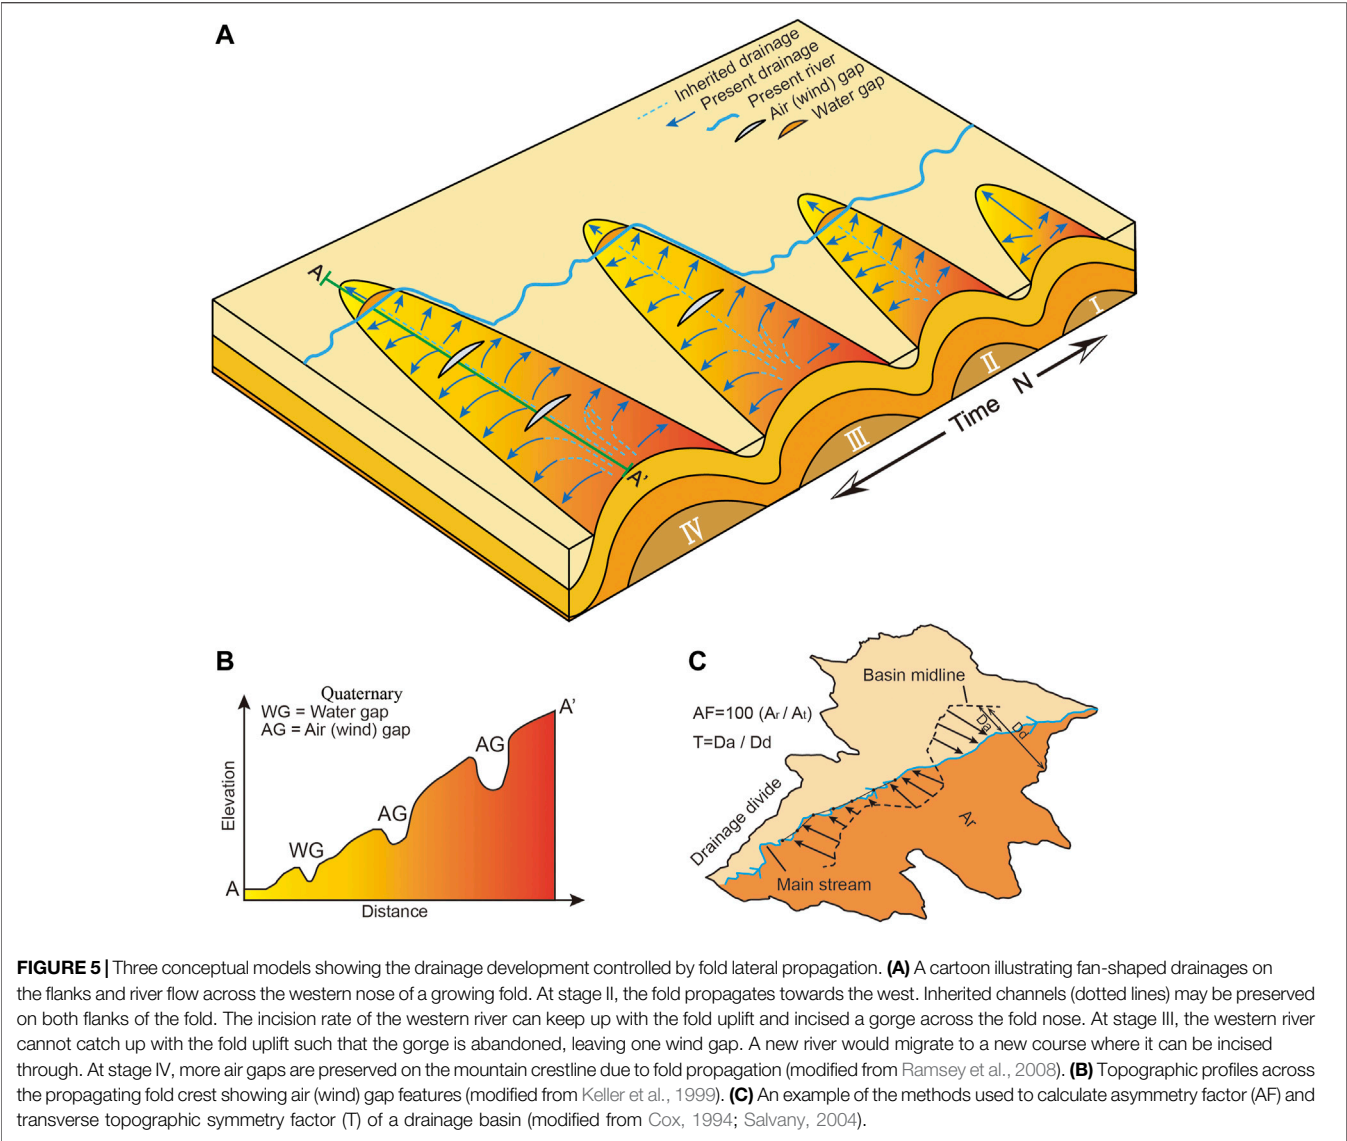 A
Inherited drainage
Present drainage
Present river
Air (wind) gap
Water gap
A
A'
I
II
III
IV
Time
N
B
Quaternary
WG = Water gap
AG = Air (wind) gap
Elevation
A
WG
AG
AG
A'
Distance
C
AF=100 (Ar / At)
T=Da / Dd
Basin midline
Da
Dd
Drainage divide
Ar
Main stream
FIGURE 5 | Three conceptual models showing the drainage development controlled by fold lateral propagation. (A) A cartoon illustrating fan-shaped drainages on
the flanks and river flow across the western nose of a growing fold. At stage II, the fold propagates towards the west. Inherited channels (dotted lines) may be preserved
on both flanks of the fold. The incision rate of the western river can keep up with the fold uplift and incised a gorge across the fold nose. At stage III, the western river
cannot catch up with the fold uplift such that the gorge is abandoned, leaving one wind gap. A new river would migrate to a new course where it can be incised
through. At stage IV, more air gaps are preserved on the mountain crestline due to fold propagation (modified from Ramsey et al., 2008). (B) Topographic profiles across
the propagating fold crest showing air (wind) gap features (modified from Keller et al., 1999). (C) An example of the methods used to calculate asymmetry factor (AF) and
transverse topographic symmetry factor (T) of a drainage basin (modified from Cox, 1994; Salvany, 2004).